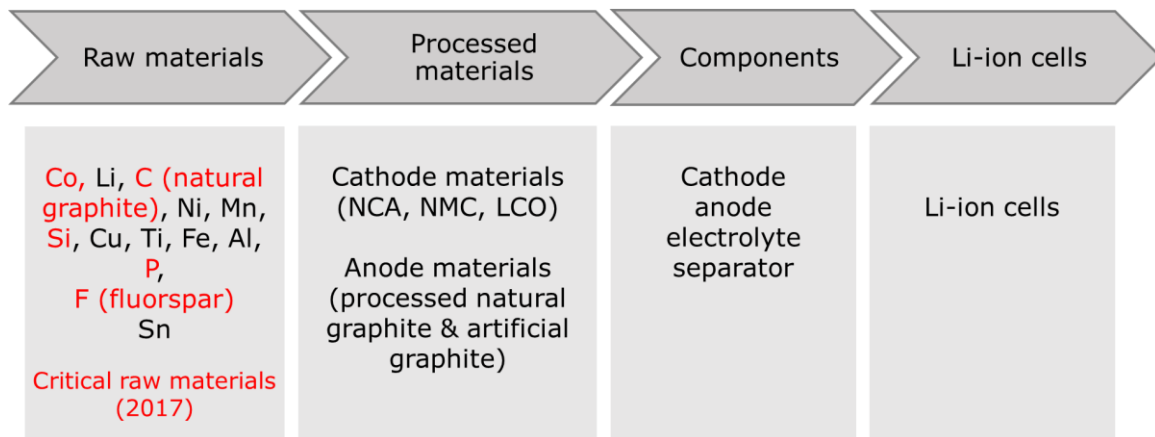 Raw materials
Processed
materials
Components
Li-ion cells
Co, Li, C (natural
graphite), Ni, Mn,
Si, Cu, Ti, Fe, Al,
P,
F (fluorspar)
Sn
Critical raw materials
(2017)
Cathode materials
(NCA, NMC, LCO)
Anode materials
(processed natural
graphite & artificial
graphite)
Cathode
anode
electrolyte
separator
Li-ion cells